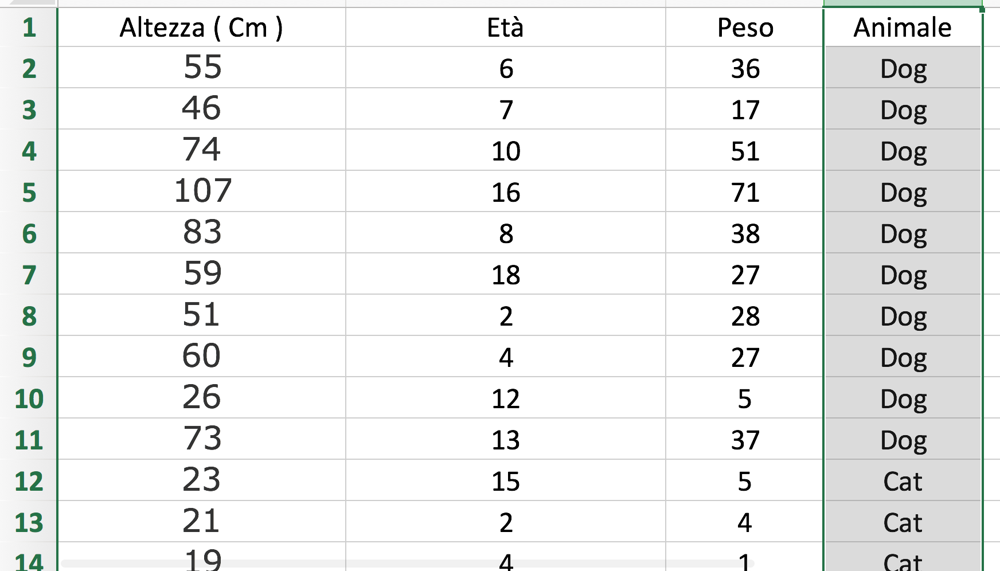 1 Altezza ( Cm ) Età Peso Animale
2 55 6 36 Dog
3 46 7 17 Dog
4 74 10 51 Dog
5 107 16 71 Dog
6 83 8 38 Dog
7 59 18 27 Dog
8 51 2 28 Dog
9 60 4 27 Dog
10 26 12 5 Dog
11 73 13 37 Dog
12 23 15 5 Cat
13 21 2 4 Cat
14 19 4 1 Cat